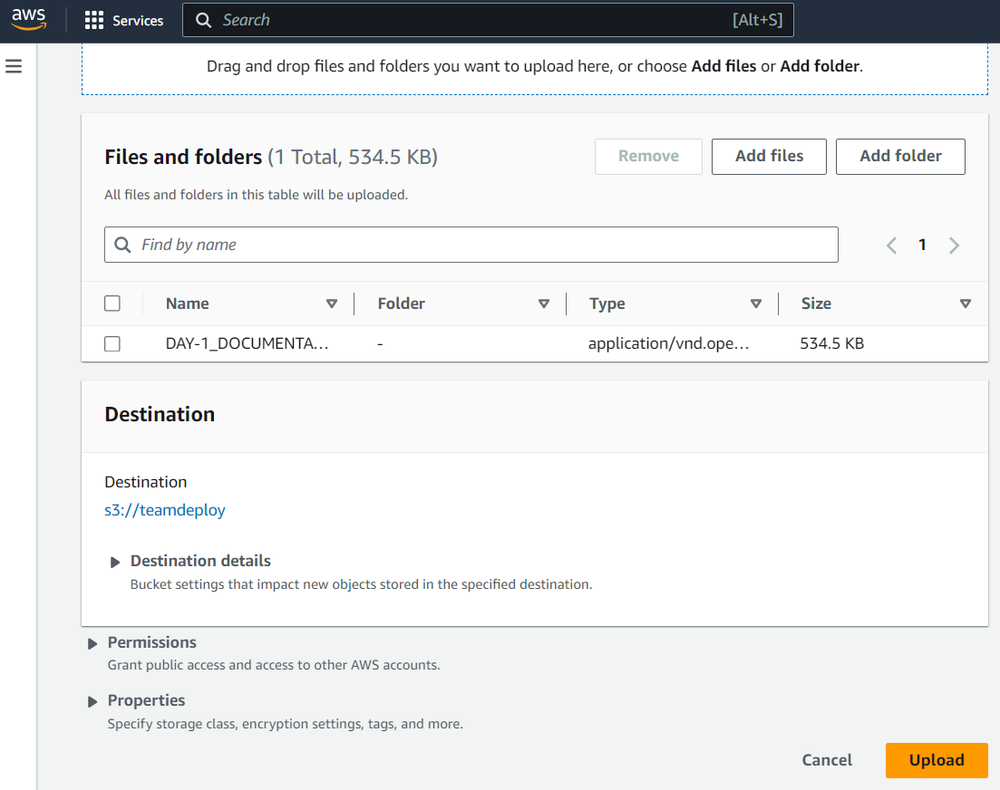 aws Services Search [Alt+S]
Drag and drop files and folders you want to upload here, or choose Add files or Add folder.
Files and folders (1 Total, 534.5 KB) Remove Add files Add folder
All files and folders in this table will be uploaded.
Find by name 1
Name Folder Type Size
DAY-1_DOCUMENTA... - application/vnd.ope... 534.5 KB
Destination
Destination
s3://teamdeploy
Destination details
Bucket settings that impact new objects stored in the specified destination.
Permissions
Grant public access and access to other AWS accounts.
Properties
Specify storage class, encryption settings, tags, and more.
Cancel Upload